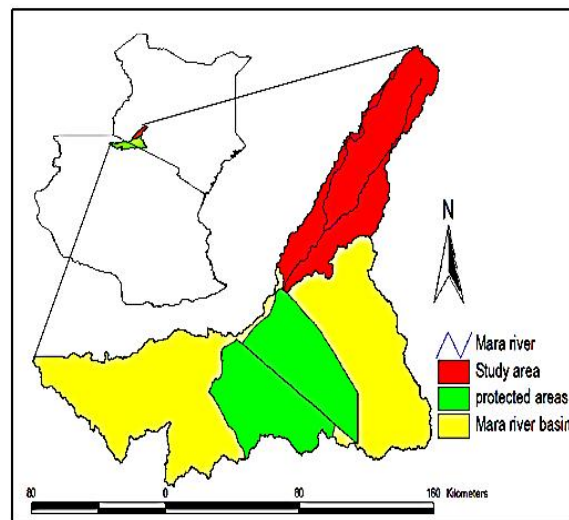 N
Mara river
Study area
protected areas
Mara river basin
80 0 80 160 Kilometers